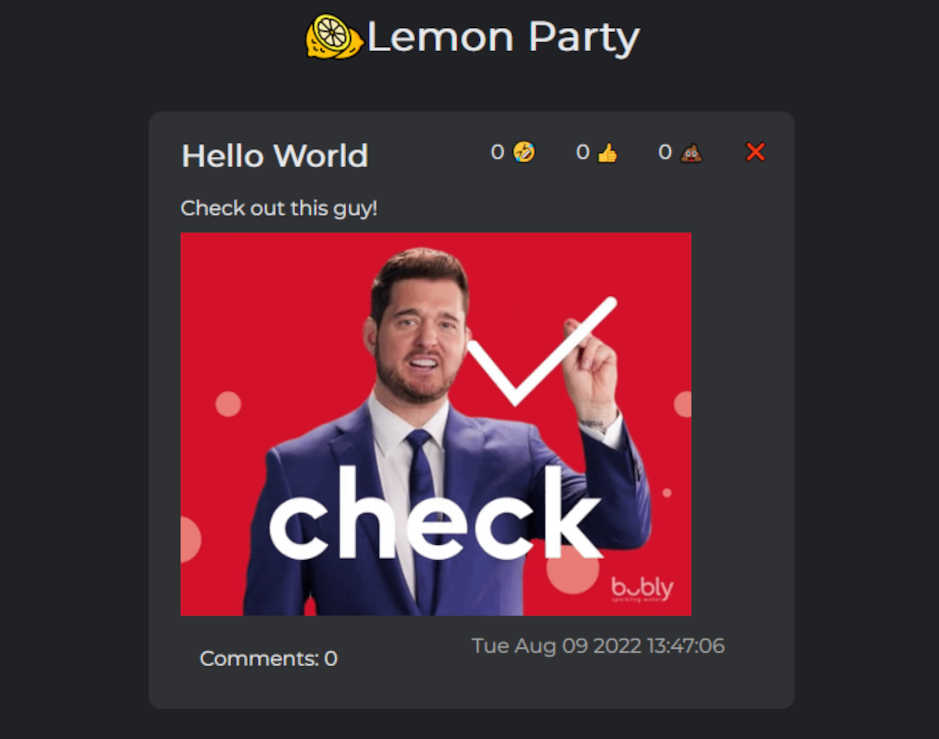 Lemon Party
Hello World 0 0 0
Check out this guy!
check
bubly
sparkling water
Comments: 0
Tue Aug 09 2022 13:47:06